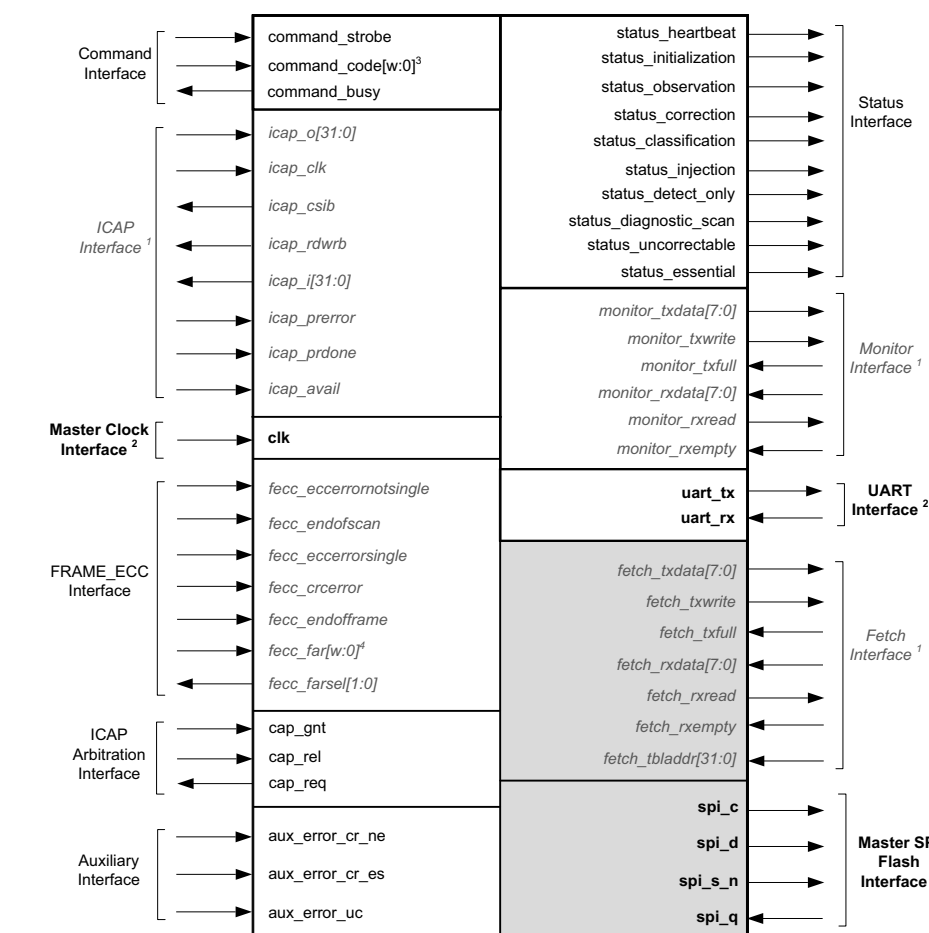 Command
Interface
command_strobe
command_code[w:0]³
command_busy
ICAP
Interface ¹
icap_o[31:0]
icap_clk
icap_csib
icap_rdwrb
icap_i[31:0]
icap_prerror
icap_prdone
icap_avail
Master Clock
Interface ²
clk
FRAME_ECC
Interface
fecc_eccerrornotsingle
fecc_endofscan
fecc_eccerrorsingle
fecc_crcerror
fecc_endofframe
fecc_far[w:0]⁴
fecc_farsel[1:0]
ICAP
Arbitration
Interface
cap_gnt
cap_rel
cap_req
Auxiliary
Interface
aux_error_cr_ne
aux_error_cr_es
aux_error_uc
status_heartbeat
status_initialization
status_observation
status_correction
status_classification
status_injection
status_detect_only
status_diagnostic_scan
status_uncorrectable
status_essential
Status
Interface
monitor_txdata[7:0]
monitor_txwrite
monitor_txfull
monitor_rxdata[7:0]
monitor_rxread
monitor_rxempty
Monitor
Interface ¹
uart_tx
uart_rx
UART
Interface ²
fetch_txdata[7:0]
fetch_txwrite
fetch_txfull
fetch_rxdata[7:0]
fetch_rxread
fetch_rxempty
fetch_tbladdr[31:0]
Fetch
Interface ¹
spi_c
spi_d
spi_s_n
spi_q
Master SP
Flash
Interface